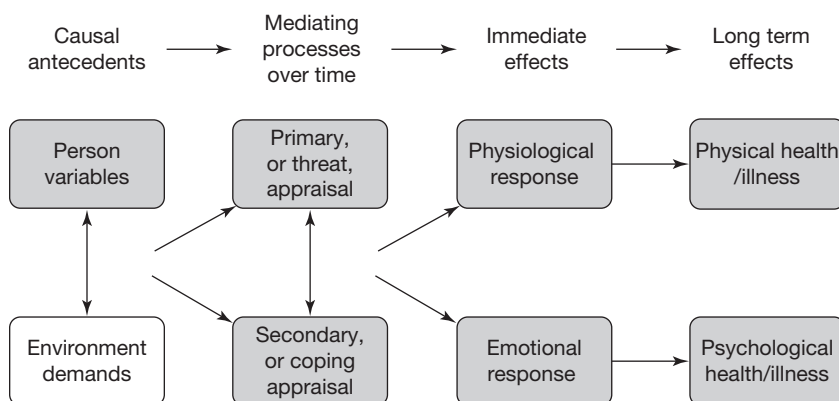 Causal
antecedents
Mediating
processes
over time
Immediate
effects
Long term
effects
Person
variables
Primary,
or threat,
appraisal
Physiological
response
Physical health
/illness
Environment
demands
Secondary,
or coping
appraisal
Emotional
response
Psychological
health/illness